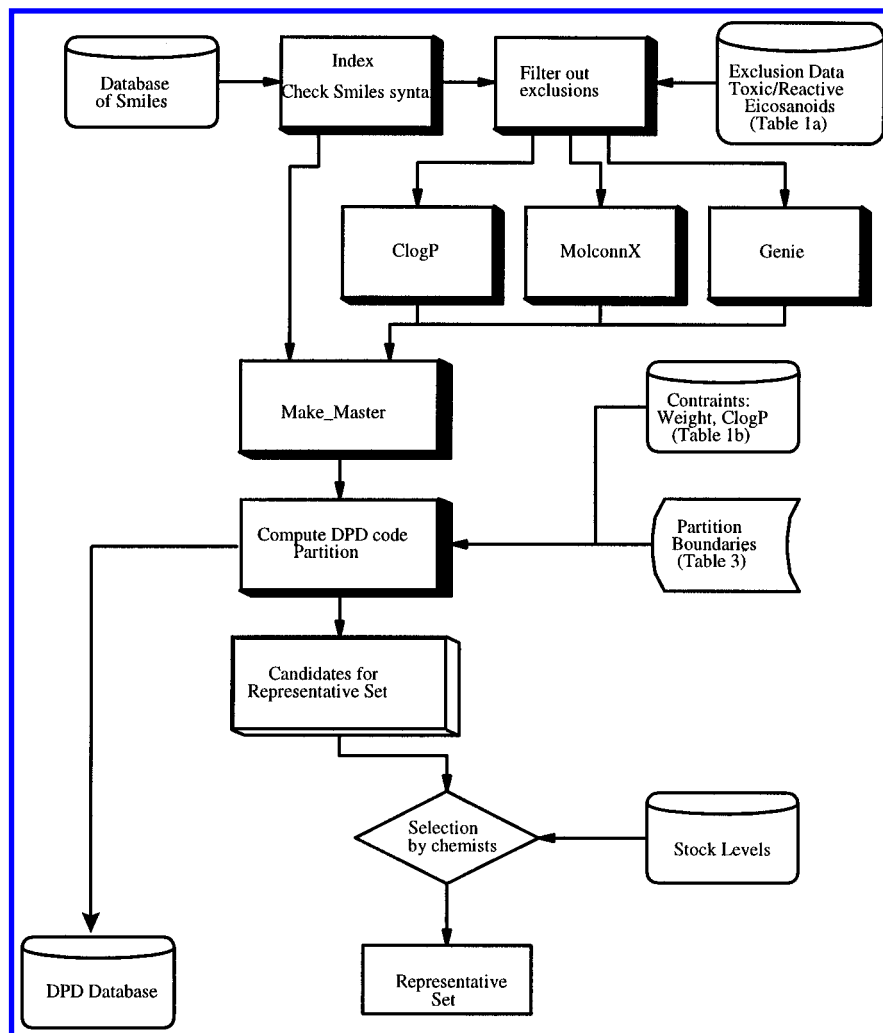 Database
of Smiles
Index
Check Smiles syntax
Filter out
exclusions
Exclusion Data
Toxic/Reactive
Eicosanoids
(Table 1a)
ClogP
MolconnX
Genie
Make_Master
Contraints:
Weight, ClogP
(Table 1b)
Compute DPD code
Partition
Partition
Boundaries
(Table 3)
Candidates for
Representative Set
Selection
by chemists
Stock Levels
DPD Database
Representative
Set